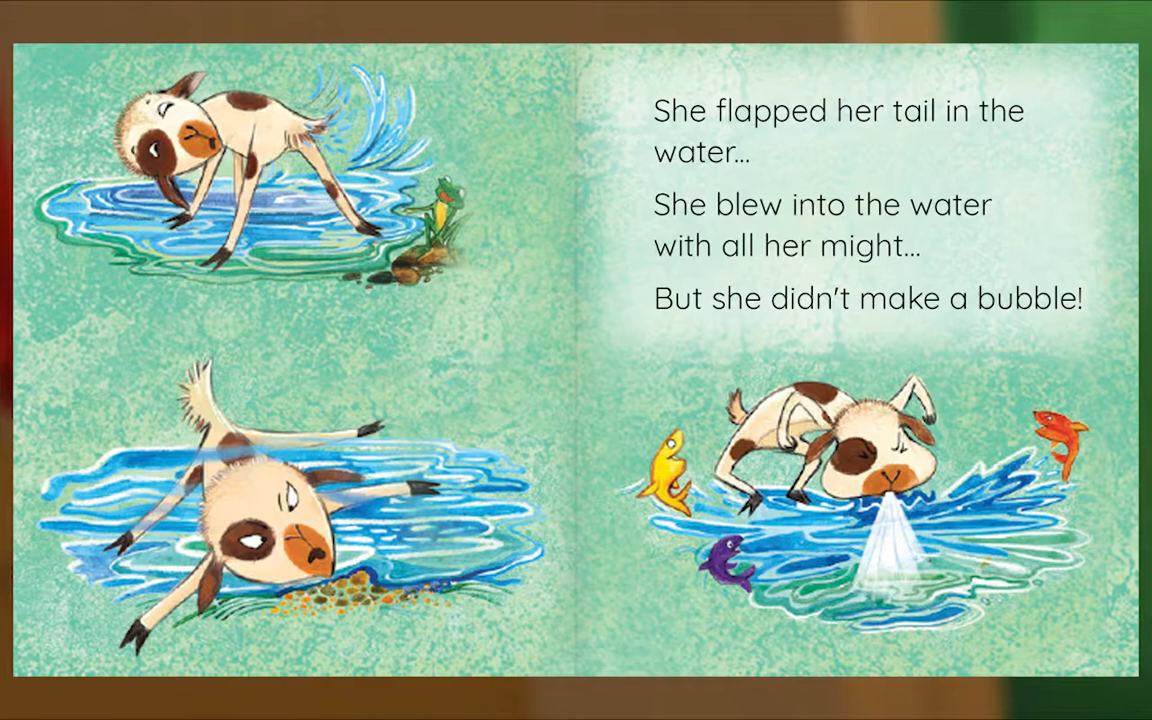 She flapped her tail in the
water...
She blew into the water
with all her might...
But she didn't make a bubble!